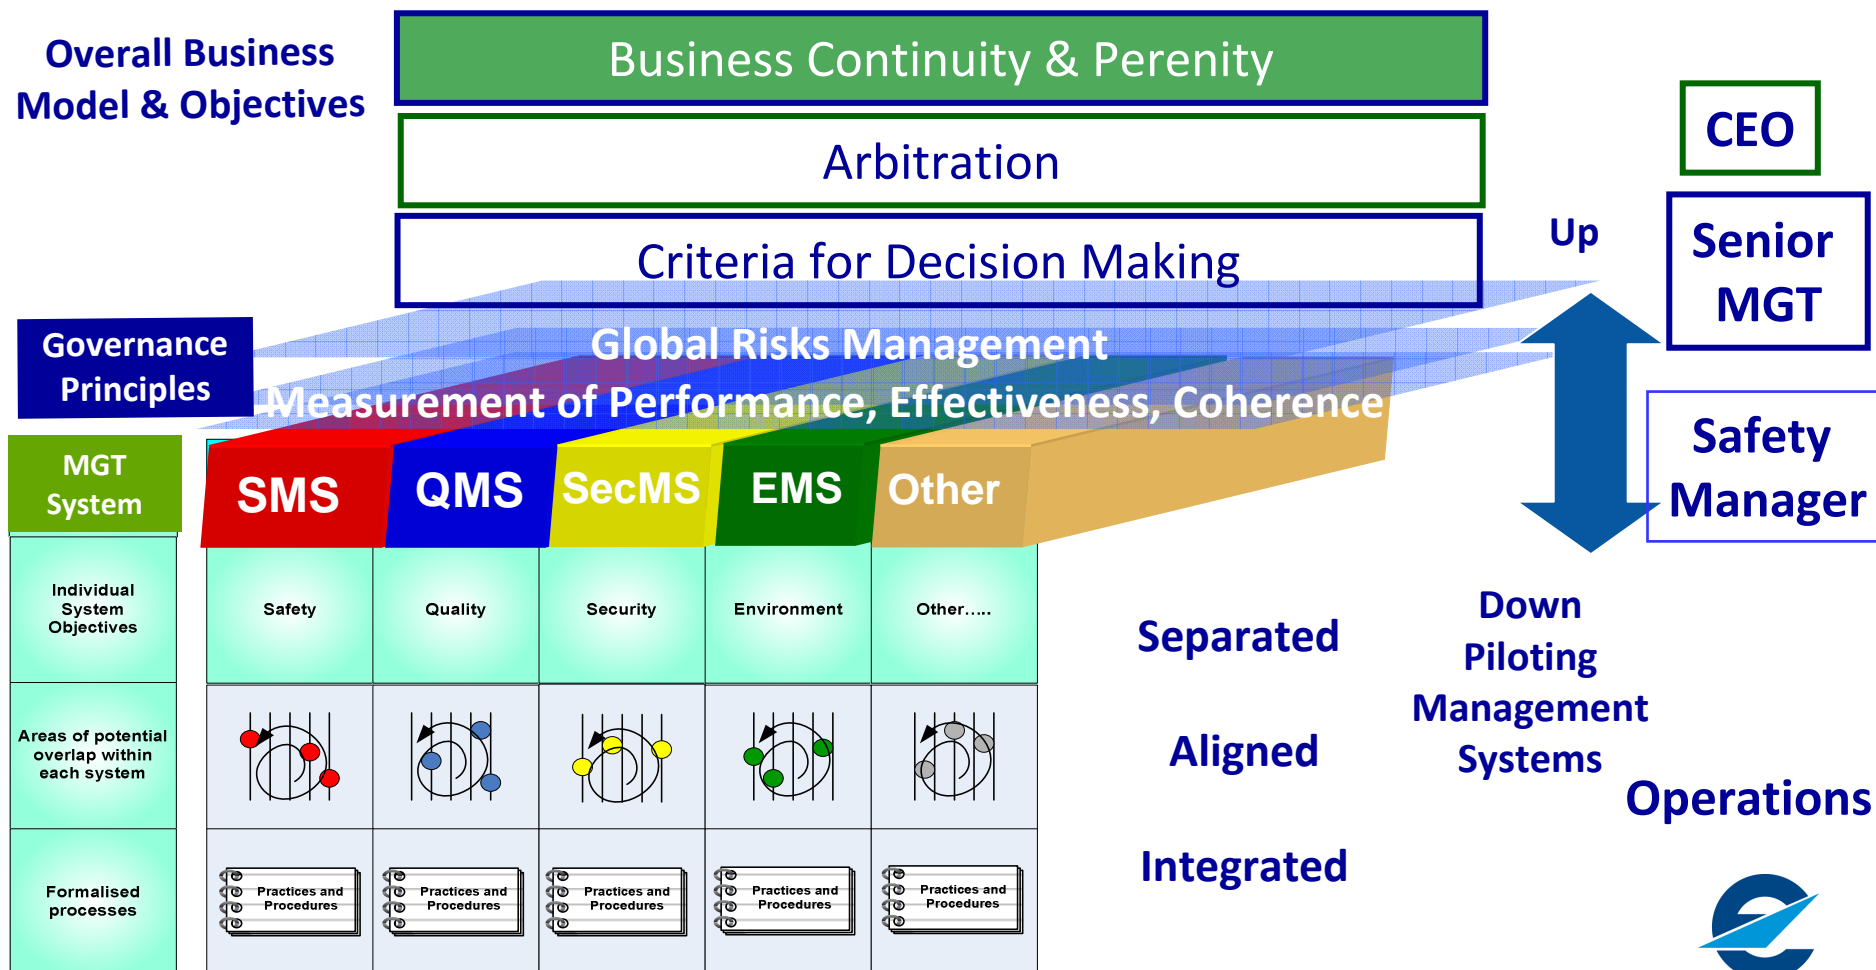 Overall Business
Model & Objectives
Business Continuity & Perenity
Arbitration
Criteria for Decision Making
CEO
Up
Senior
MGT
Governance
Principles
Global Risks Management
Measurement of Performance, Effectiveness, Coherence
Safety
Manager
MGT
System
SMS
QMS
SecMS
EMS
Other
Individual
System
Objectives
Safety
Quality
Security
Environment
Other.....
Separated
Down
Piloting
Management
Systems
Areas of potential
overlap within
each system
Aligned
Operations
Formalised
processes
Practices and
Procedures
Practices and
Procedures
Practices and
Procedures
Practices and
Procedures
Practices and
Procedures
Integrated